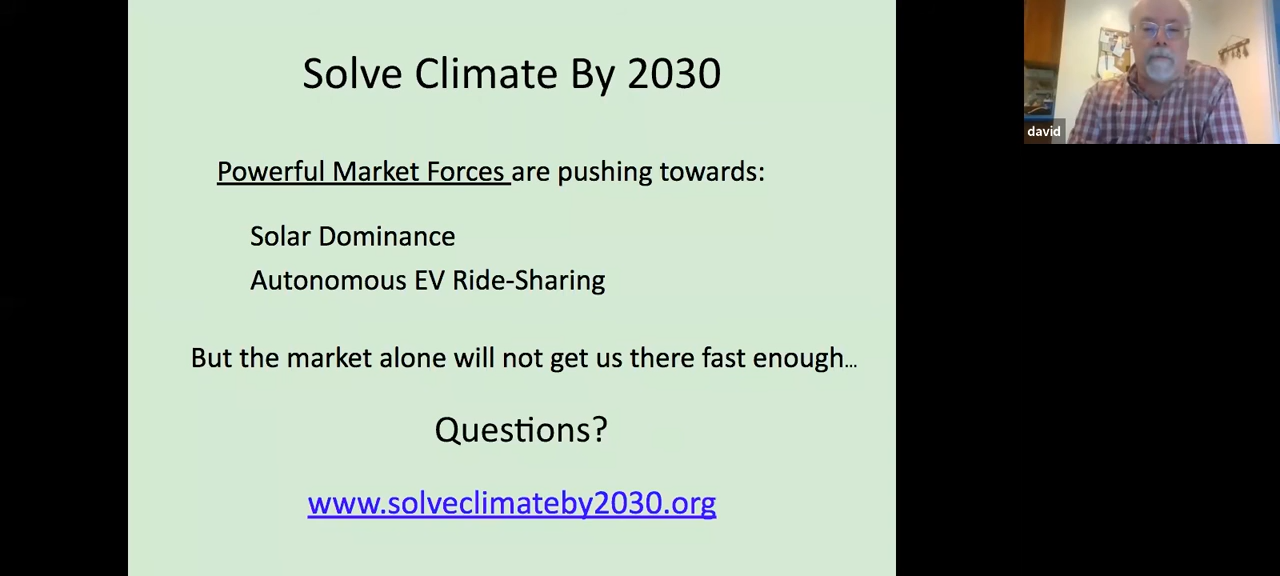 Solve Climate By 2030
Powerful Market Forces are pushing towards:
Solar Dominance
Autonomous EV Ride-Sharing
But the market alone will not get us there fast enough...
Questions?
www.solveclimateby2030.org
david